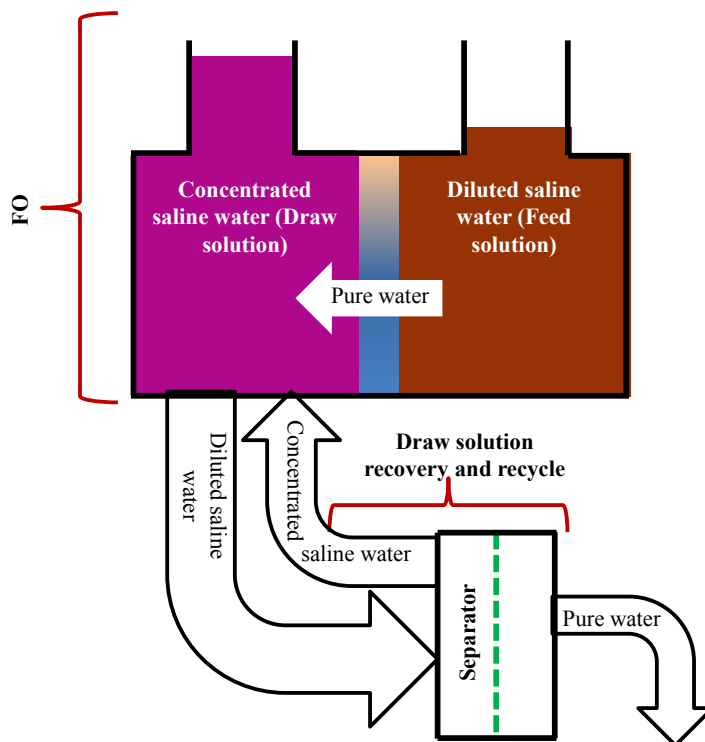 FO
Concentrated
saline water (Draw
solution)
Diluted saline
water (Feed
solution)
Pure water
Diluted saline
water
Concentrated
saline water
Draw solution
recovery and recycle
Separator
Pure water